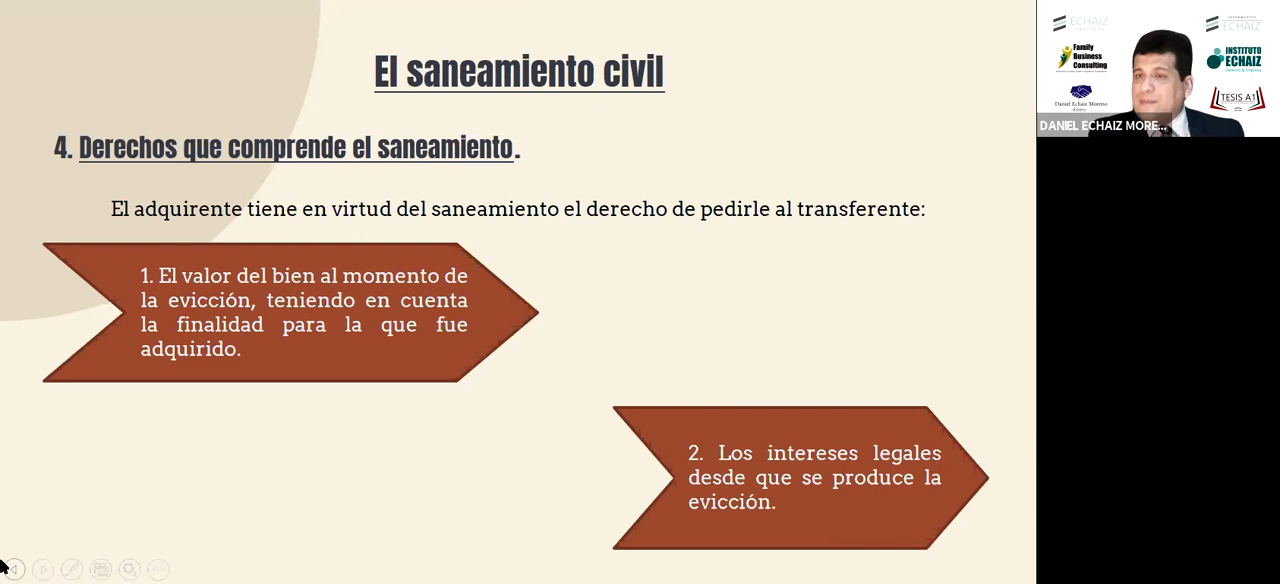 El saneamiento civil
4. Derechos que comprende el saneamiento.
El adquirente tiene en virtud del saneamiento el derecho de pedirle al transferente:
1. El valor del bien al momento de
la evicción, teniendo en cuenta
la finalidad para la que fue
adquirido.
2. Los intereses legales
desde que se produce la
evicción.
ECHAIZ
ECHAIZ
Family
Business
Consulting
INSTITUTO
ECHAIZ
Daniel Echaiz Moreno
TESIS A1
DANIEL ECHAIZ MORE...